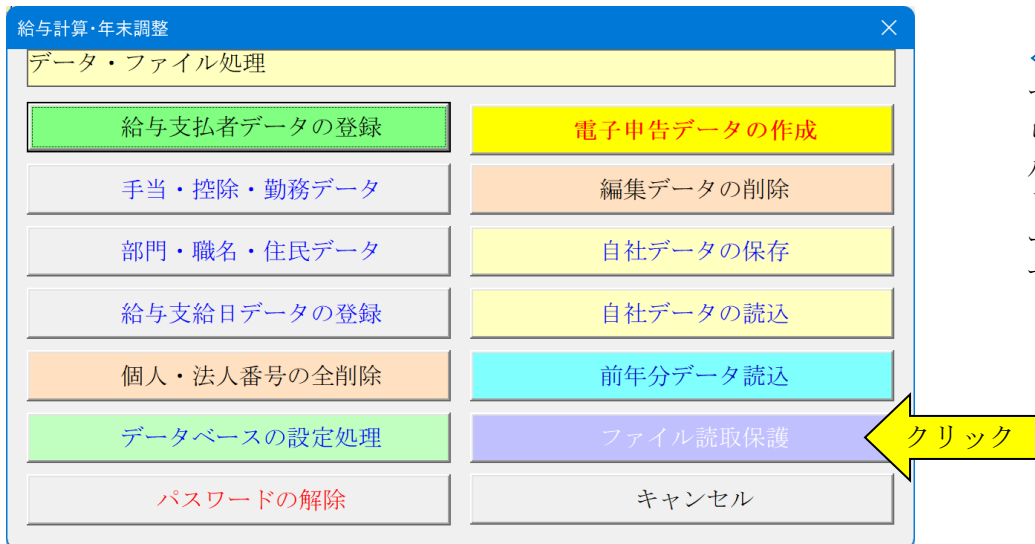 給与計算・年末調整
データ・ファイル処理
給与支払者データの登録
電子申告データの作成
手当・控除・勤務データ
編集データの削除
部門・職名・住民データ
自社データの保存
給与支給日データの登録
自社データの読込
個人・法人番号の全削除
前年分データ読込
データベースの設定処理
ファイル読取保護
クリック
パスワードの解除
キャンセル